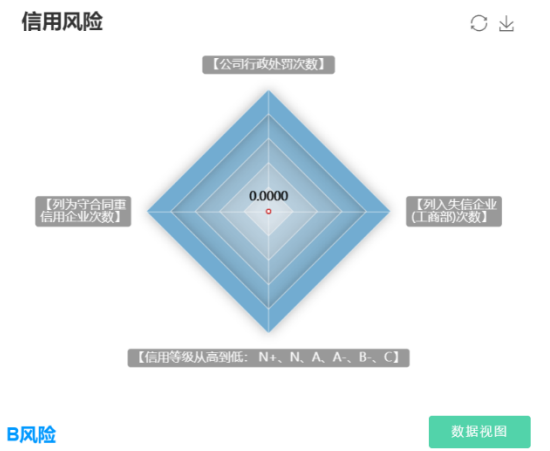 信用风险
【公司行政处罚次数】
0.0000
【列为守合同重
信用企业次数】
【列入失信企业
(工商部)次数】
【信用等级从高到低： N+、N、A、A-、B-、C】
B风险
数据视图